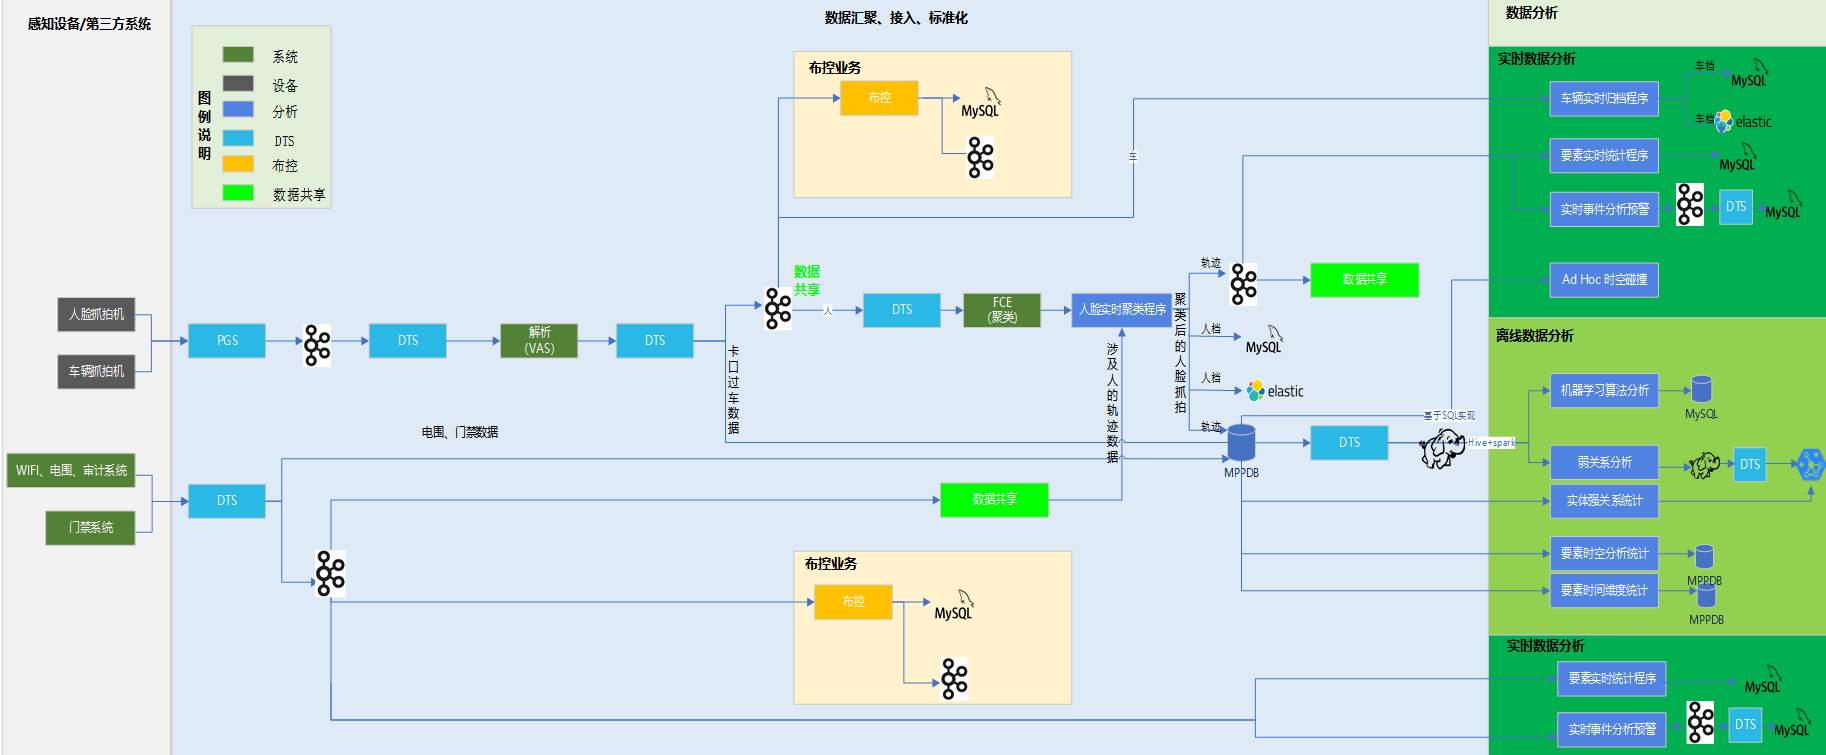 感知设备/第三方系统
数据汇聚、接入、标准化
数据分析
图例说明
系统
设备
分析
DTS
布控
数据共享
布控业务
布控
MySQL
车
实时数据分析
车辆实时归档程序
车档
MySQL
车档
elastic
要素实时统计程序
MySQL
实时事件分析预警
DTS
MySQL
Ad Hoc 时空碰撞
人脸抓拍机
车辆抓拍机
PGS
DTS
解析
(VAS)
DTS
卡口过车数据
数据
共享
人
DTS
FCE
(聚类)
人脸实时聚类程序
涉及人的轨迹数据
聚类后的人脸抓拍
轨迹
数据共享
人档
MySQL
人档
elastic
轨迹
MPPDB
DTS
基于SQL实现
Hive+spark
离线数据分析
机器学习算法分析
MySQL
弱关系分析
DTS
实体强关系统计
要素时空分析统计
MPPDB
要素时间维度统计
MPPDB
电围、门禁数据
WIFI、电围、审计系统
门禁系统
DTS
数据共享
布控业务
布控
MySQL
实时数据分析
要素实时统计程序
MySQL
实时事件分析预警
DTS
MySQL